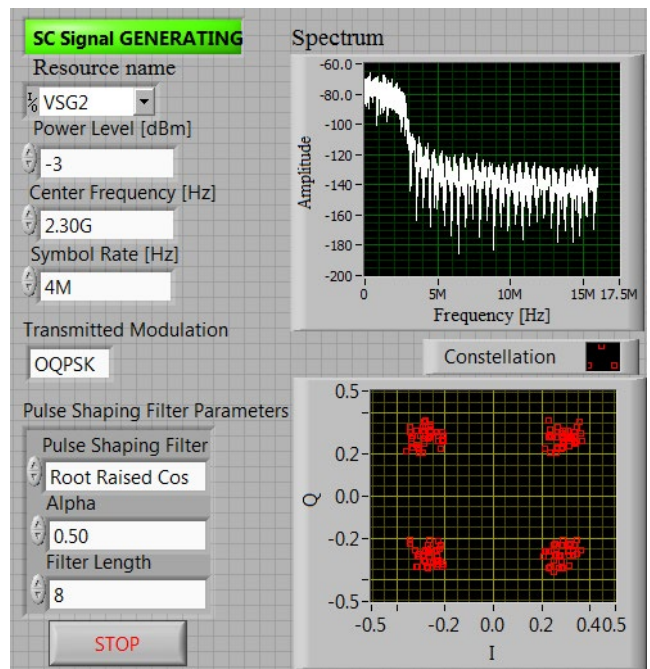 SC Signal GENERATING
Resource name
I/0 VSG2
Power Level [dBm]
-3
Center Frequency [Hz]
2.30G
Symbol Rate [Hz]
4M
Transmitted Modulation
OQPSK
Pulse Shaping Filter Parameters
Pulse Shaping Filter
Root Raised Cos
Alpha
0.50
Filter Length
8
STOP
Spectrum
Amplitude
-60.0
-80.0
-100
-120
-140
-160
-180
-200
0 5M 10M 15M 17.5M
Frequency [Hz]
Constellation
Q
0.5
0.2
0.0
-0.2
-0.5
-0.5 -0.2 0.0 0.2 0.4 0.5
I